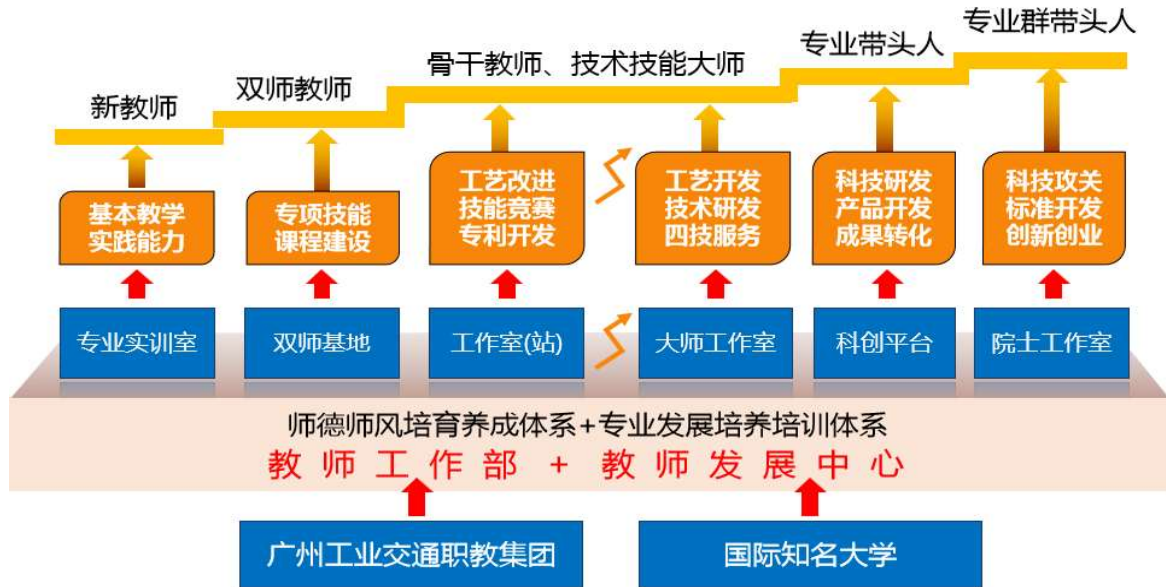 专业群带头人
专业带头人
骨干教师、技术技能大师
双师教师
新教师
基本教学
实践能力
专项技能
课程建设
工艺改进
技能竞赛
专利开发
工艺开发
技术研发
四技服务
科技研发
产品开发
成果转化
科技攻关
标准开发
创新创业
专业实训室
双师基地
工作室(站)
大师工作室
科创平台
院士工作室
师德师风培育养成体系+专业发展培养培训体系
教师工作部 + 教师发展中心
广州工业交通职教集团
国际知名大学